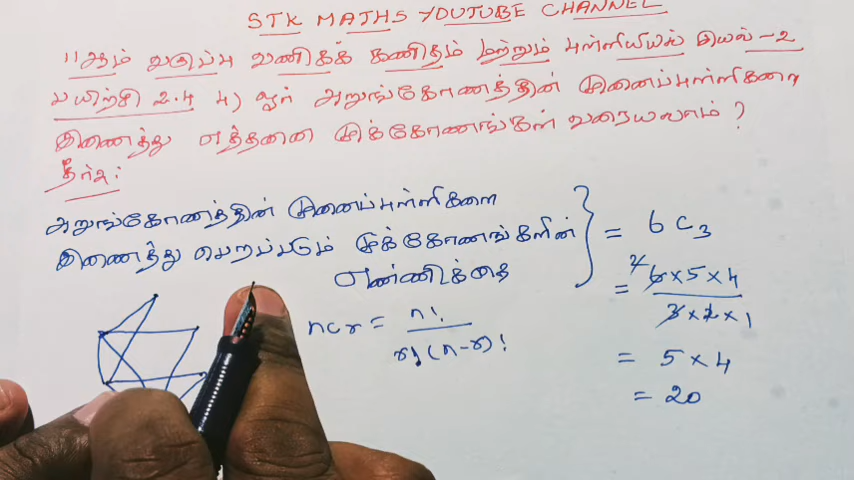 STK MATHS YOUTUBE CHANNEL
11ஆம் வகுப்பு வணிகக் கணிதம் மற்றும் புள்ளியியல் இயல் - 2
பயிற்சி 2.4 4) ஓர் அறுங்கோணத்தின் முனைப்புள்ளிகளை
இணைத்து எத்தனை முக்கோணங்கள் வரையலாம் ?
தீர்வு :
அறுங்கோணத்தின் முனைப்புள்ளிகளை
இணைத்து பெறப்படும் முக்கோணங்களின்
எண்ணிக்கை
= 6C3
= 6×5×4
3×2×1
= 5×4
= 20
nCr = n!
r!(n-r)!